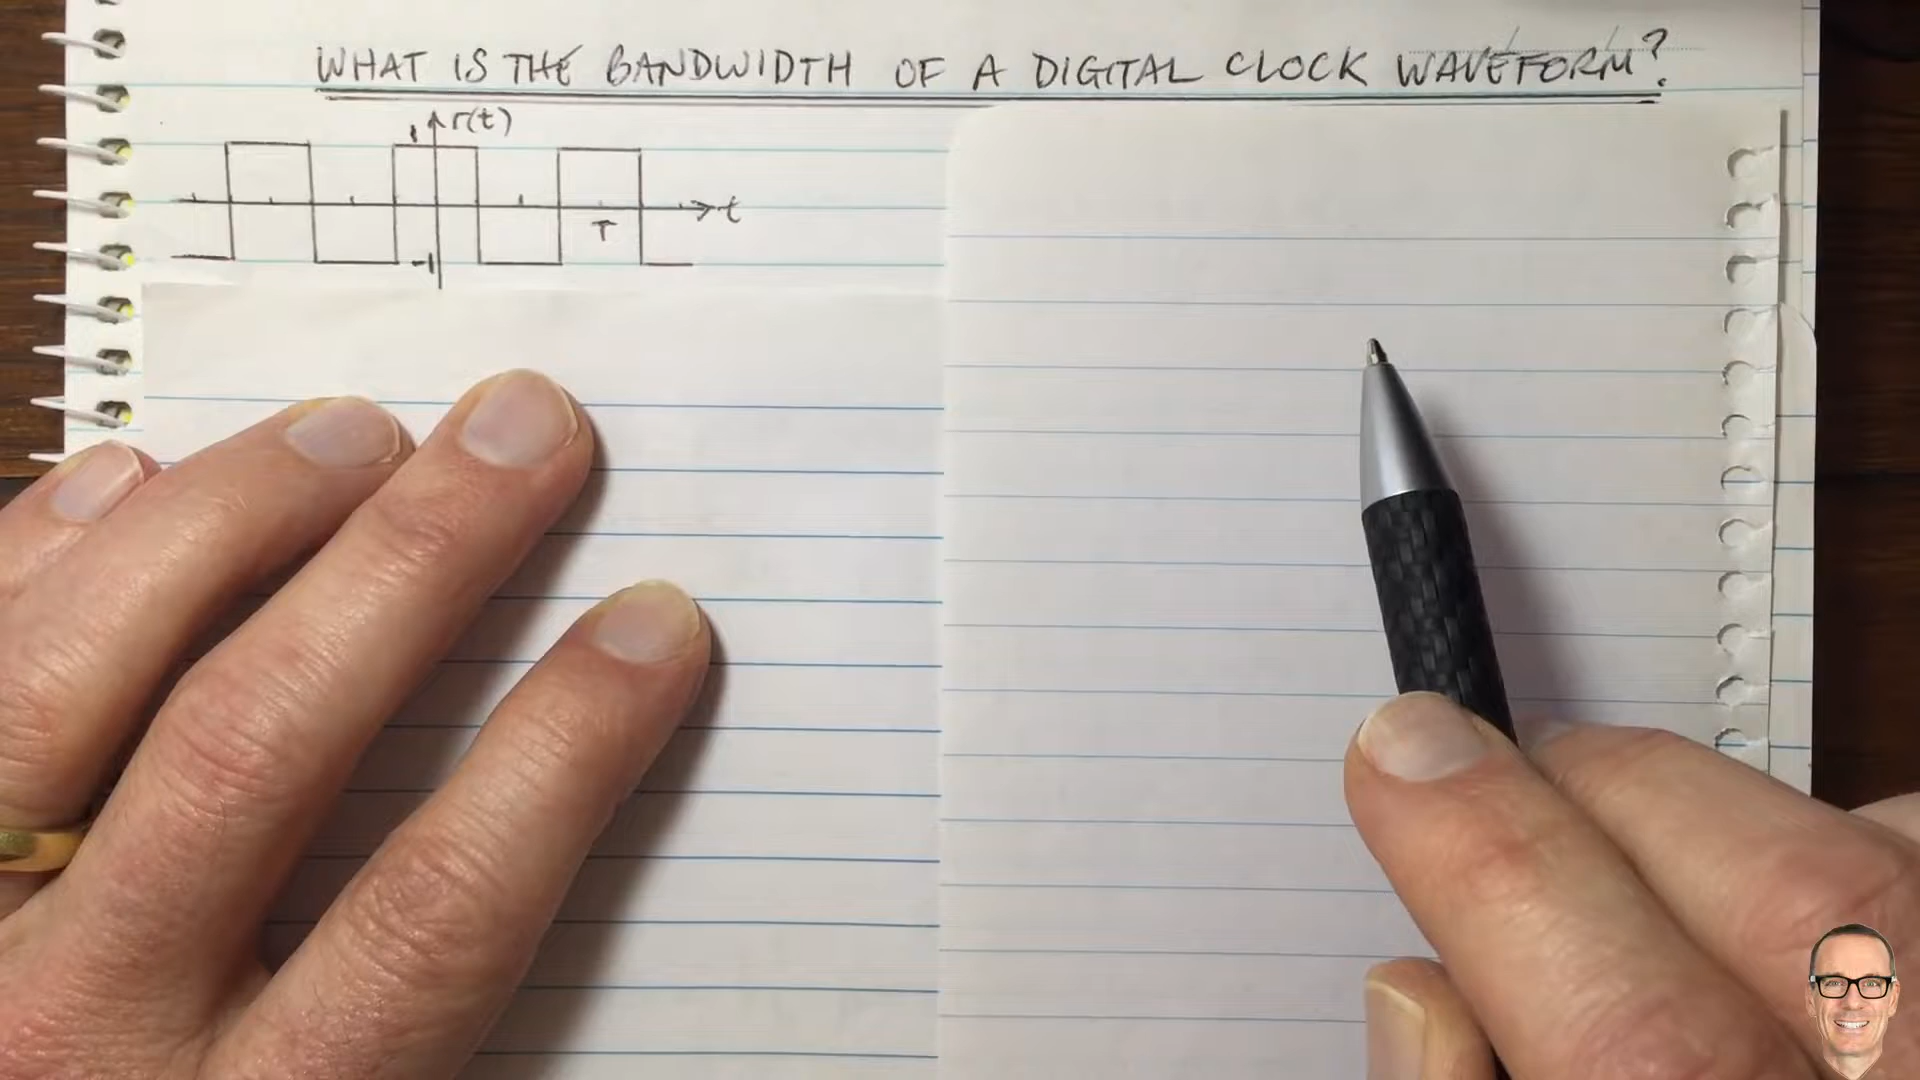 WHAT IS THE BANDWIDTH OF A DIGITAL CLOCK WAVEFORM?
1 r(t)
t
T
-1